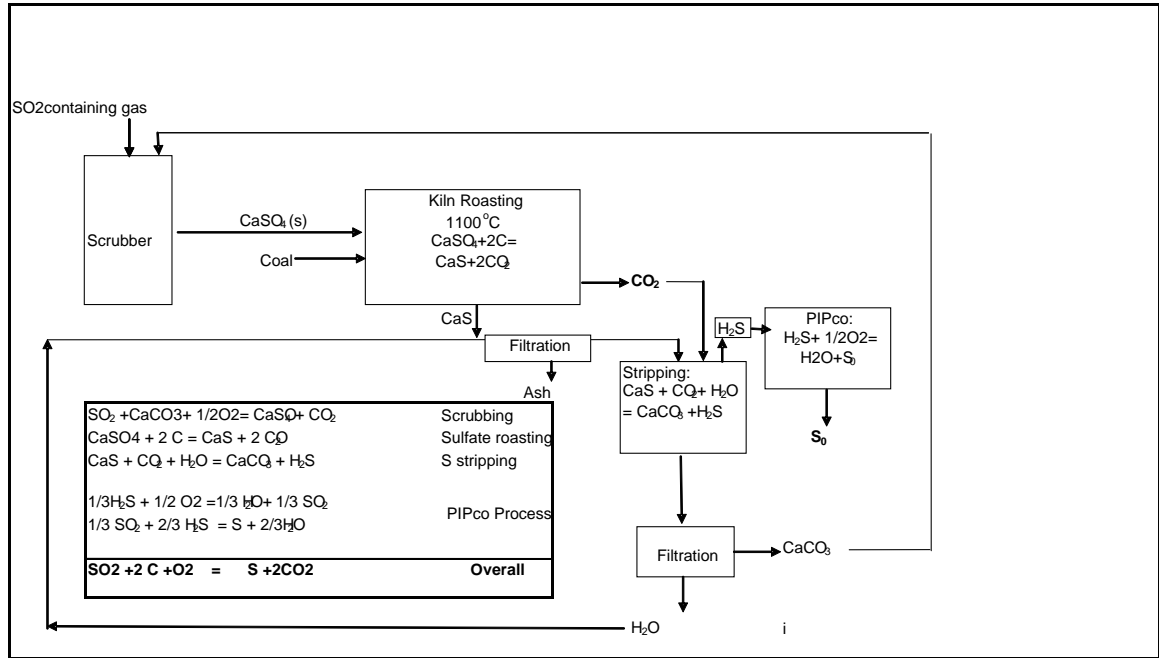 SO2containing gas
Scrubber
CaSO₄ (s)
Coal
Kiln Roasting
1100°C
CaSO₄+2C=
CaS+2CO₂
CO₂
CaS
Filtration
Ash
H₂S
PIPco:
H₂S+ 1/2O2=
H2O+S₀
S₀
Stripping:
CaS + CO₂+ H₂O
= CaCO₃ +H₂S
SO₂ +CaCO3+ 1/2O2= CaSO₄+ CO₂ Scrubbing
CaSO4 + 2 C = CaS + 2 CO₂ Sulfate roasting
CaS + CO₂ + H₂O = CaCO₃ + H₂S S stripping
1/3H₂S + 1/2 O2 =1/3 H₂O+ 1/3 SO₂
PIPco Process
1/3 SO₂ + 2/3 H₂S = S + 2/3H₂O
SO2 +2 C +O2 = S +2CO2 Overall
Filtration
CaCO₃
H₂O
i